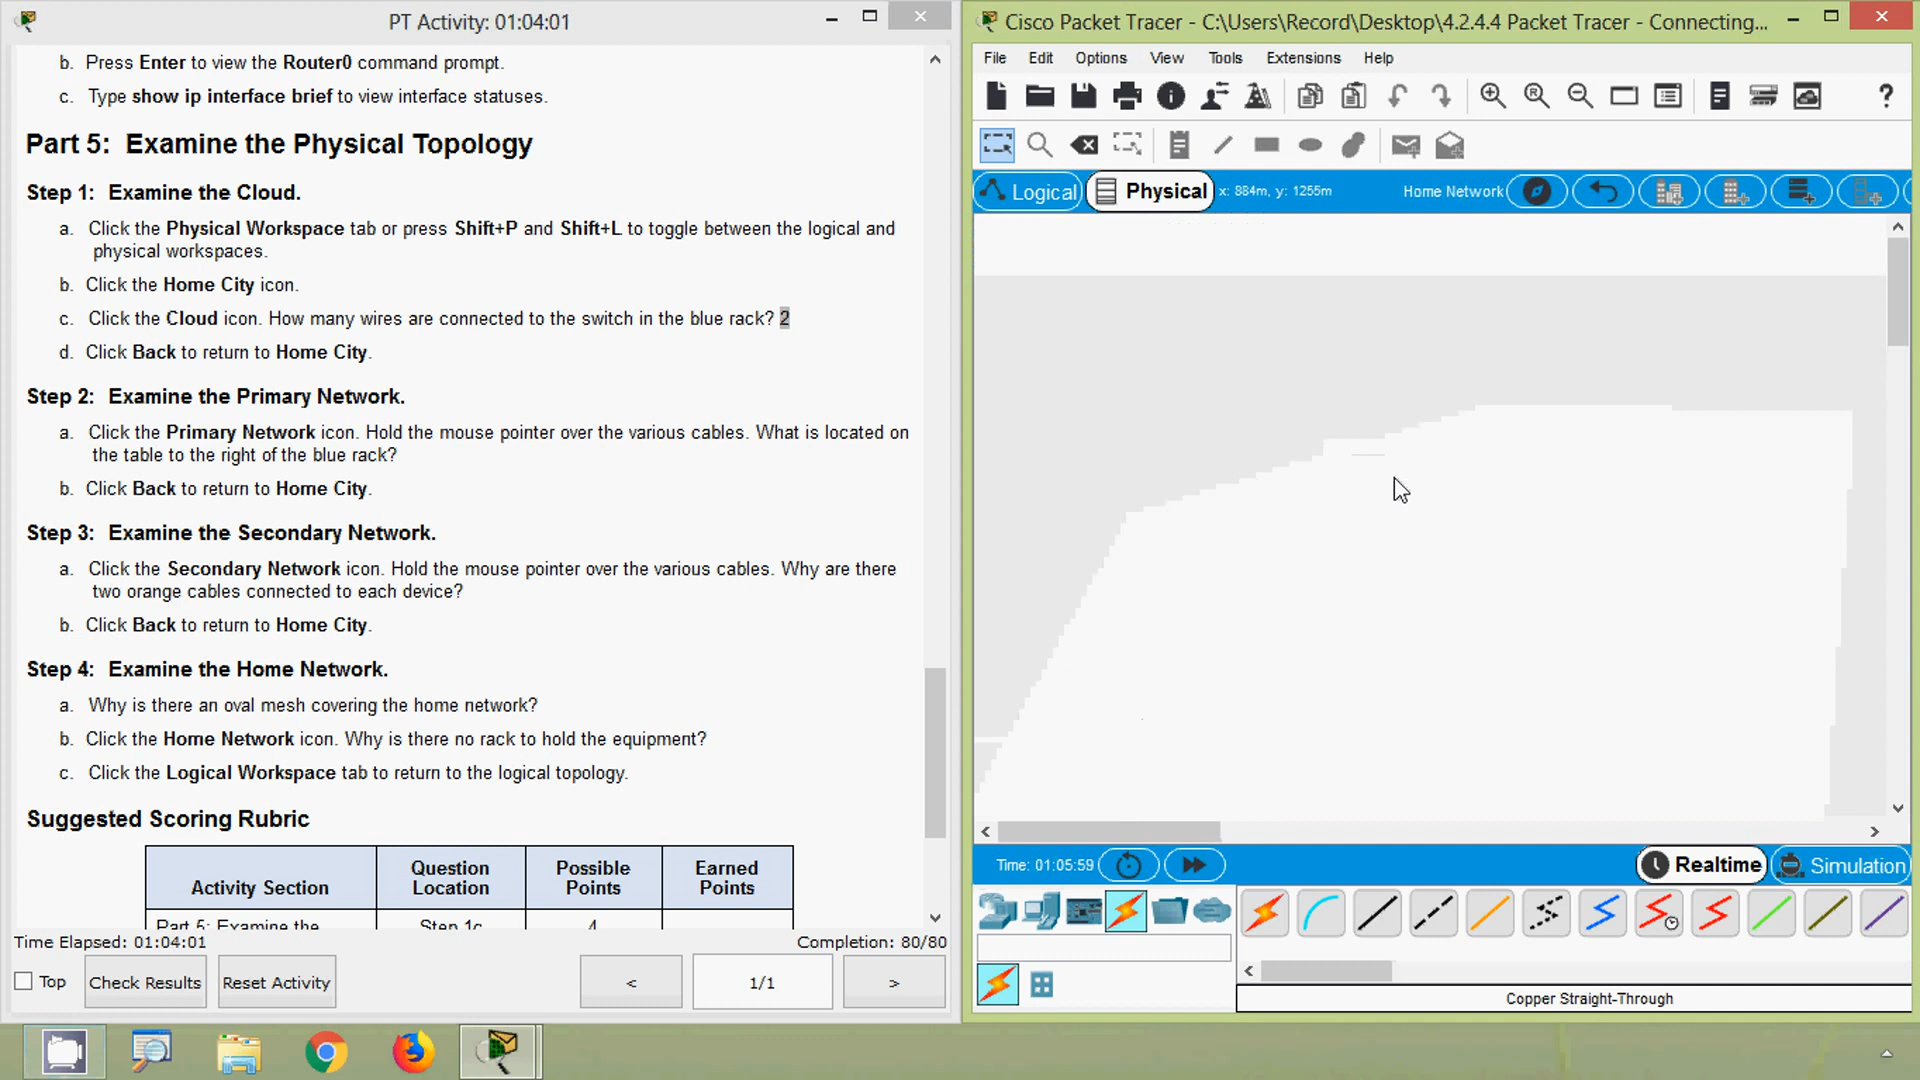 PT Activity: 01:04:01
b. Press Enter to view the Router0 command prompt.
c. Type show ip interface brief to view interface statuses.
Part 5: Examine the Physical Topology
Step 1: Examine the Cloud.
a. Click the Physical Workspace tab or press Shift+P and Shift+L to toggle between the logical and
physical workspaces.
b. Click the Home City icon.
c. Click the Cloud icon. How many wires are connected to the switch in the blue rack? 2
d. Click Back to return to Home City.
Step 2: Examine the Primary Network.
a. Click the Primary Network icon. Hold the mouse pointer over the various cables. What is located on
the table to the right of the blue rack?
b. Click Back to return to Home City.
Step 3: Examine the Secondary Network.
a. Click the Secondary Network icon. Hold the mouse pointer over the various cables. Why are there
two orange cables connected to each device?
b. Click Back to return to Home City.
Step 4: Examine the Home Network.
a. Why is there an oval mesh covering the home network?
b. Click the Home Network icon. Why is there no rack to hold the equipment?
c. Click the Logical Workspace tab to return to the logical topology.
Suggested Scoring Rubric
Activity Section
Question Location
Possible Points
Earned Points
Part 5: Examine the
Step 1c
4
Time Elapsed: 01:04:01
Completion: 80/80
Top
Check Results
Reset Activity
<
1/1
>
Cisco Packet Tracer - C:\Users\Record\Desktop\4.2.4.4 Packet Tracer - Connecting...
File Edit Options View Tools Extensions Help
Logical
Physical
x: 884m, y: 1255m
Home Network
Time: 01:05:59
Realtime
Simulation
Copper Straight-Through